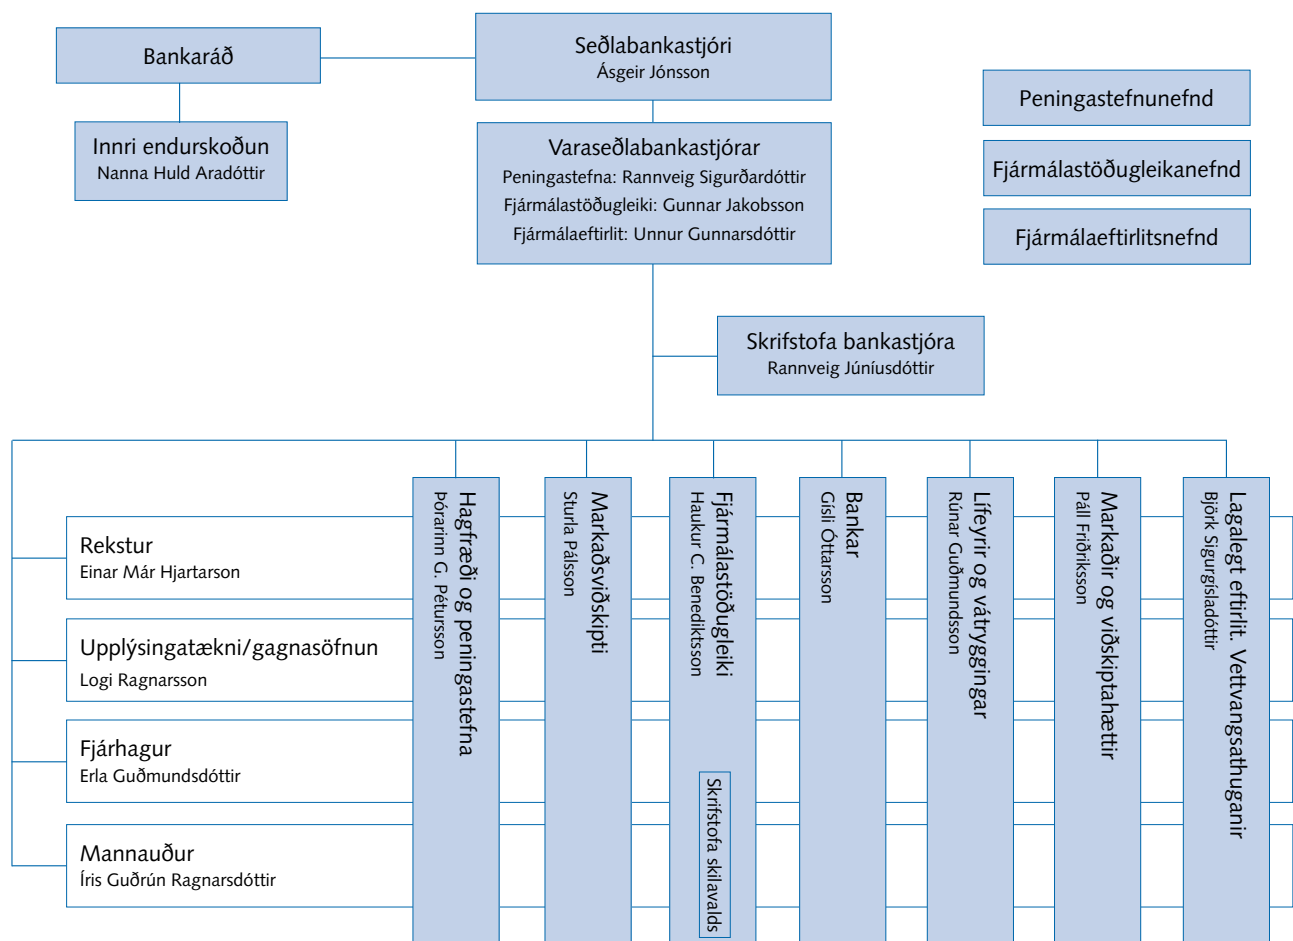 Bankaráð
Seðlabankastjóri
Ásgeir Jónsson
Innri endurskoðun
Nanna Huld Aradóttir
Varaseðlabankastjórar
Peningastefna: Rannveig Sigurðardóttir
Fjármálastöðugleiki: Gunnar Jakobsson
Fjármálaeftirlit: Unnur Gunnarsdóttir
Peningastefnunefnd
Fjármálastöðugleikanefnd
Fjármálaeftirlitsnefnd
Skrifstofa bankastjóra
Rannveig Júníusdóttir
Rekstur
Einar Már Hjartarson
Upplýsingatækni/gagnasöfnun
Logi Ragnarsson
Fjárhagur
Erla Guðmundsdóttir
Mannauður
Íris Guðrún Ragnarsdóttir
Hagfræði og peningastefna
Þórarinn G. Pétursson
Markaðsviðskipti
Sturla Pálsson
Fjármálastöðugleiki
Haukur C. Benediktsson
Skrifstofa skilavalds
Bankar
Gísli Óttarsson
Lífeyrir og vátryggingar
Rúnar Guðmundsson
Markaðir og viðskiptahættir
Páll Friðriksson
Lagalegt eftirlit. Vettvangsathuganir
Björk Sigurgísladóttir